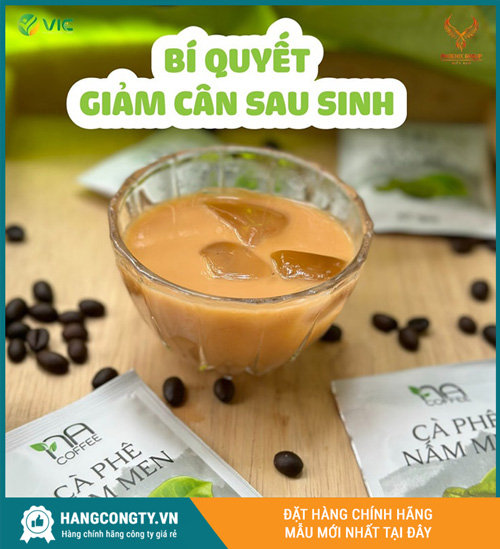 VIC
BÍ QUYẾT
GIẢM CÂN SAU SINH
NA
COFFEE
CÀ PHÊ
NẤM MEN
NA
COFFEE
CÀ PHÊ
NẤM MEN
HANGCONGTY.VN
Hàng chính hãng công ty giá rẻ
ĐẶT HÀNG CHÍNH HÃNG
MẪU MỚI NHẤT TẠI ĐÂY